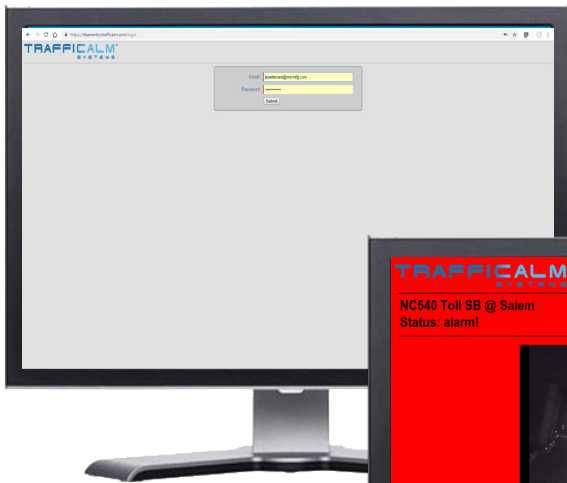 TRAFFICALM
SYSTEMS
Email:
Password:
Submit
TRAFFICALM
SYSTEMS
NC540 Toll SB @ Salem
Status: alarm!